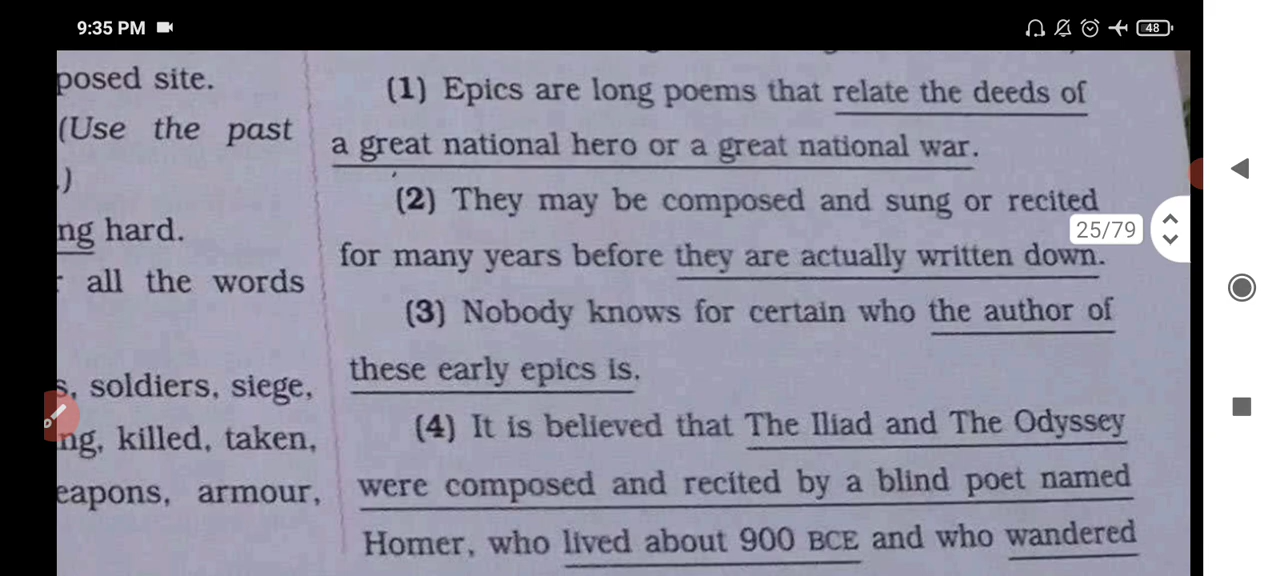 9:35 PM
48
posed site.
(Use the past
.)
ng hard.
all the words
s, soldiers, siege,
ng, killed, taken,
eapons, armour,
(1) Epics are long poems that relate the deeds of
a great national hero or a great national war.
(2) They may be composed and sung or recited
for many years before they are actually written down.
(3) Nobody knows for certain who the author of
these early epics is.
(4) It is believed that The Iliad and The Odyssey
were composed and recited by a blind poet named
Homer, who lived about 900 BCE and who wandered
25/79